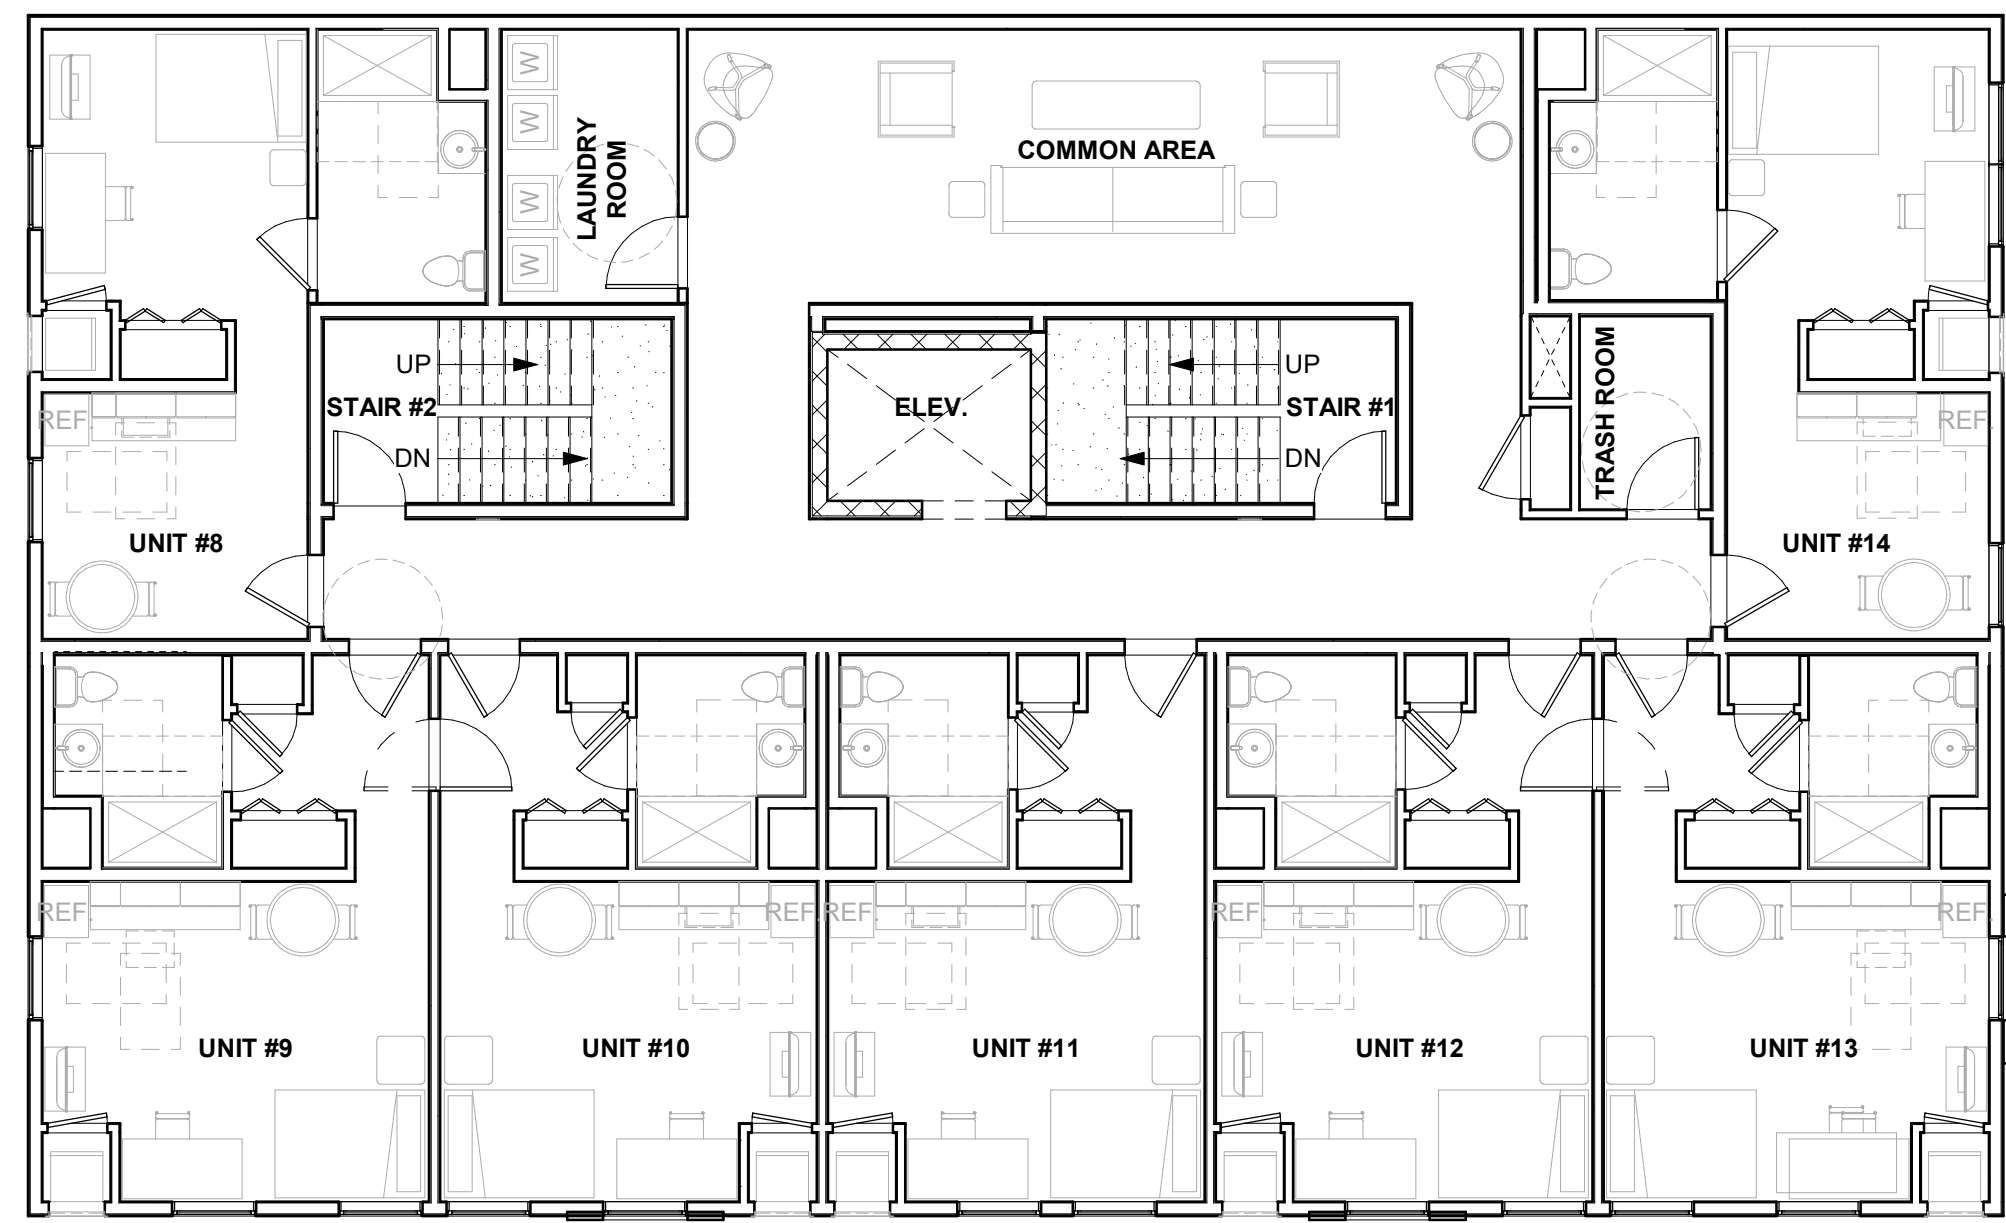 W
W
W
W
LAUNDRY
ROOM
COMMON AREA
UP
STAIR #2
DN
ELEV.
UP
STAIR #1
DN
TRASH ROOM
REF.
REF.
UNIT #8
UNIT #14
REF.
REF.
REF.
REF.
REF.
UNIT #9
UNIT #10
UNIT #11
UNIT #12
UNIT #13